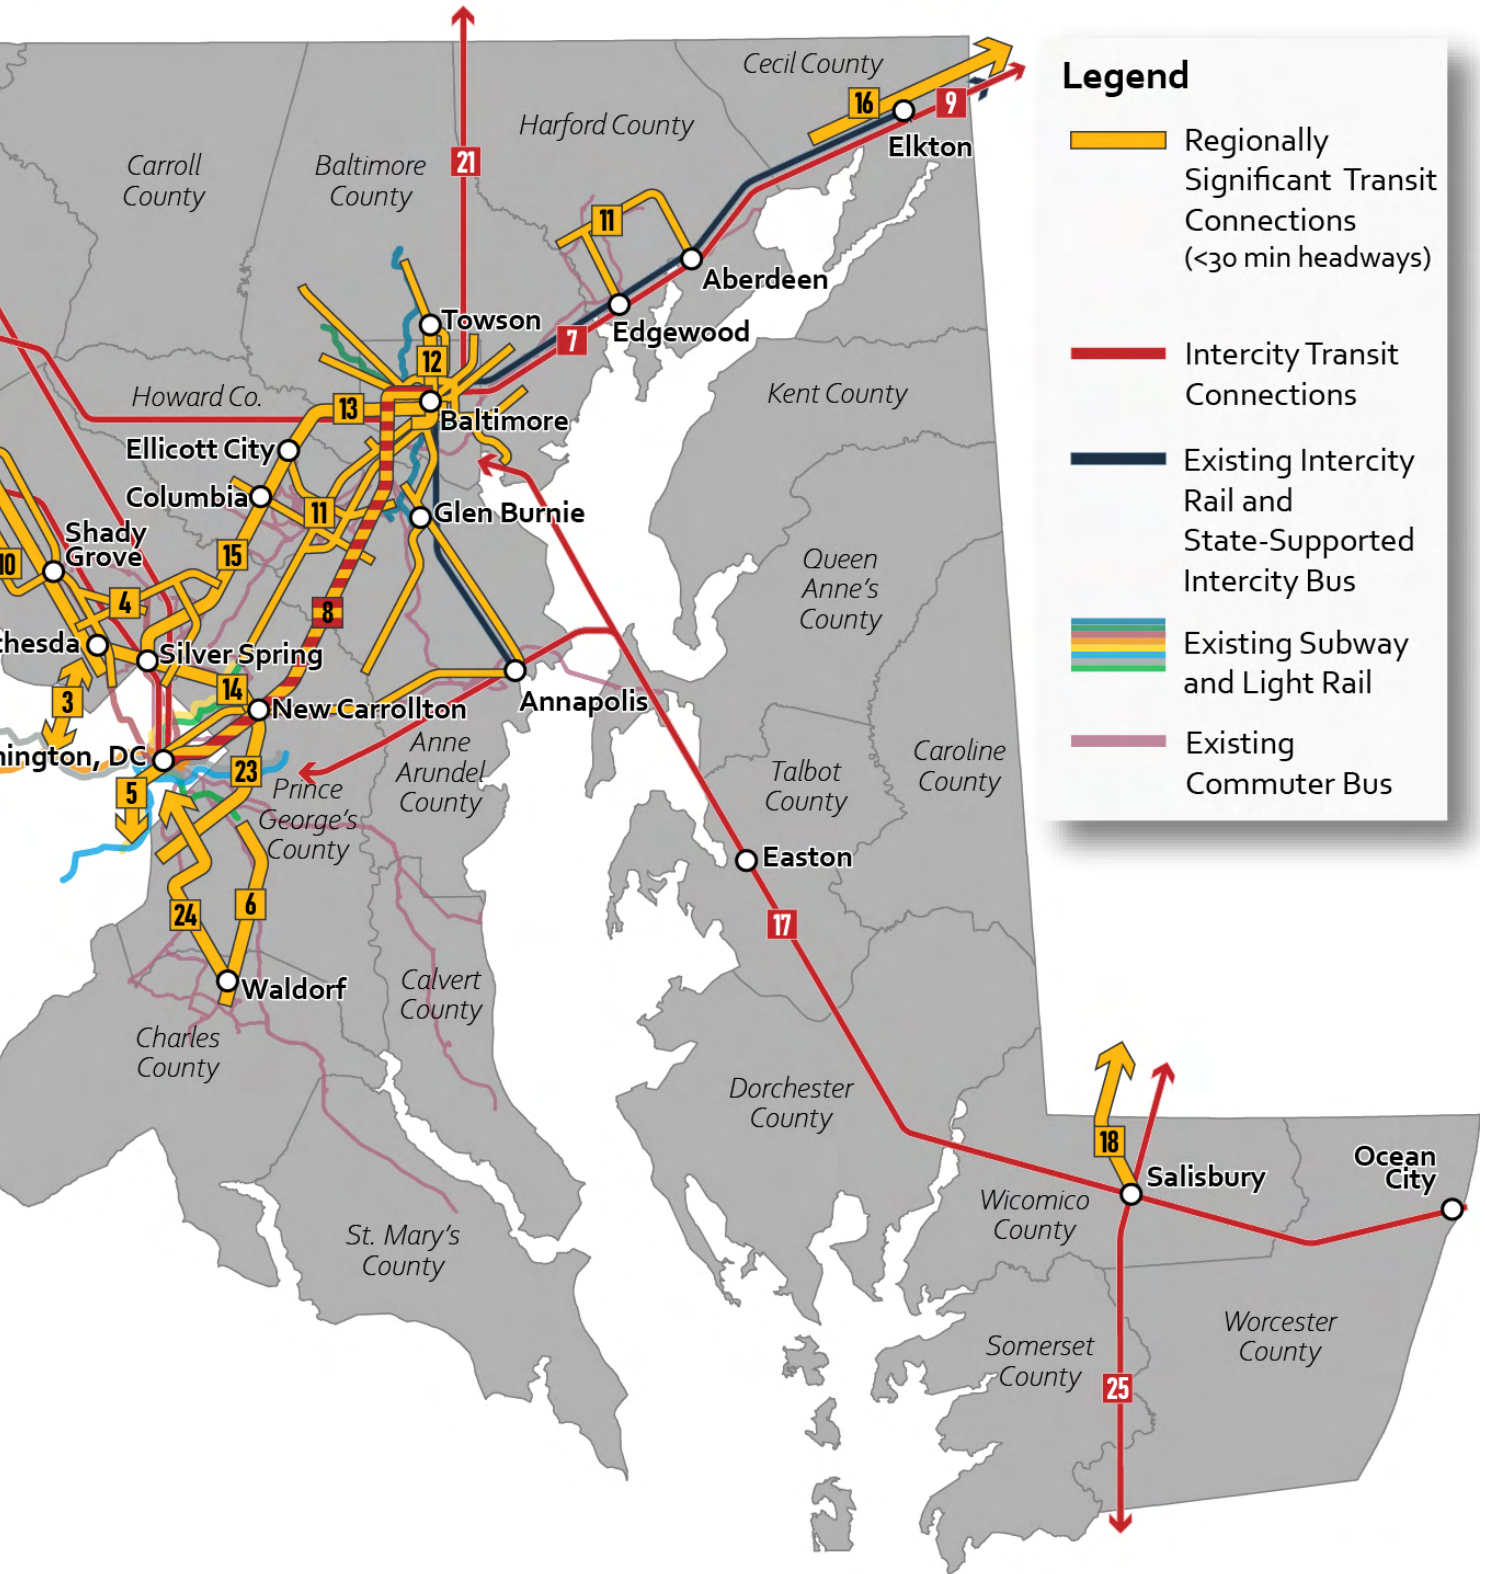 Legend
Regionally
Significant Transit
Connections
(<30 min headways)
Intercity Transit
Connections
Existing Intercity
Rail and
State-Supported
Intercity Bus
Existing Subway
and Light Rail
Existing
Commuter Bus
Cecil County
16
9
Elkton
Harford County
21
Carroll
County
Baltimore
County
11
Aberdeen
Towson
Edgewood
7
12
Howard Co.
13
Baltimore
Kent County
Ellicott City
Columbia
11
Glen Burnie
Shady
Grove
15
10
4
8
Queen
Anne's
County
thesda
Silver Spring
3
14
New Carrollton
Annapolis
nington, DC
23
5
Anne
Arundel
County
Prince
George's
County
Talbot
County
Caroline
County
Easton
24
6
17
Waldorf
Calvert
County
Charles
County
Dorchester
County
18
Salisbury
Ocean
City
Wicomico
County
St. Mary's
County
Somerset
County
Worcester
County
25